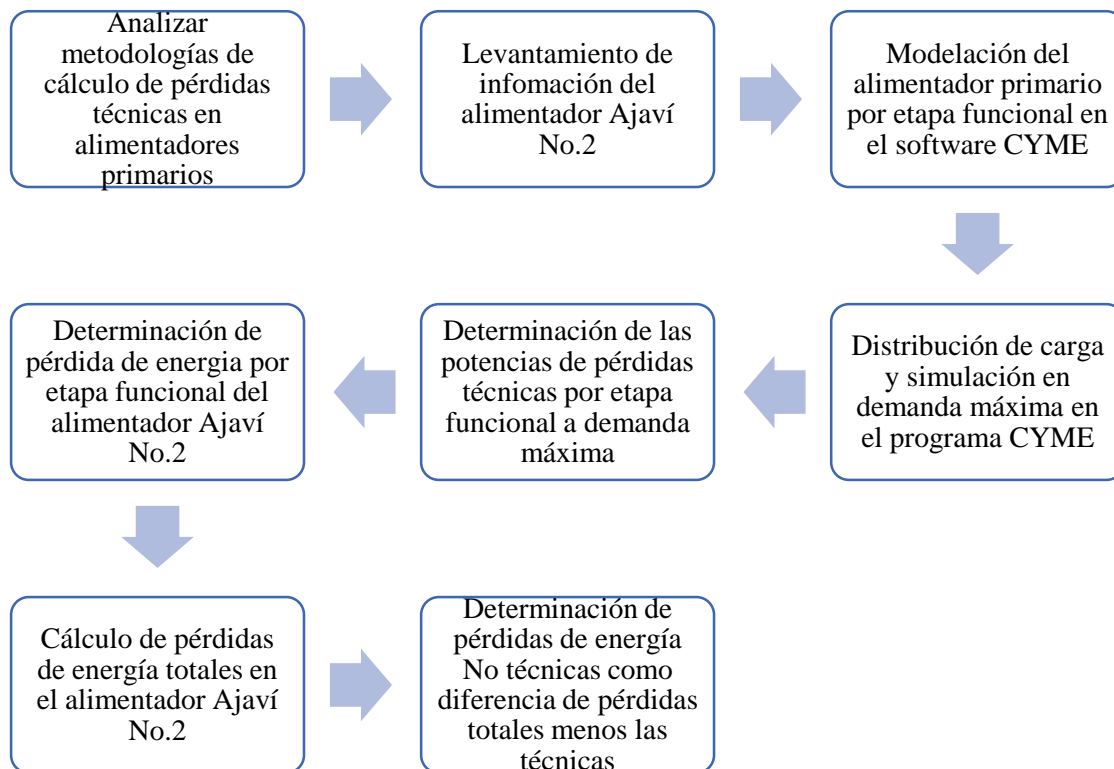 Analizar
metodologías de
cálculo de pérdidas
técnicas en
alimentadores
primarios
Levantamiento de
infomación del
alimentador Ajaví
No.2
Modelación del
alimentador primario
por etapa funcional en
el software CYME
Distribución de carga
y simulación en
demanda máxima en
el programa CYME
Determinación de las
potencias de pérdidas
técnicas por etapa
funcional a demanda
máxima
Determinación de
pérdida de energia por
etapa funcional del
alimentador Ajaví
No.2
Cálculo de pérdidas
de energía totales en
el alimentador Ajaví
No.2
Determinación de
pérdidas de energía
No técnicas como
diferencia de pérdidas
totales menos las
técnicas